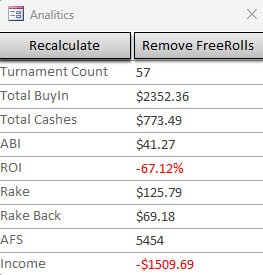 Analitics
Recalculate Remove FreeRolls
Turnament Count 57
Total BuyIn $2352.36
Total Cashes $773.49
ABI $41.27
ROI -67.12%
Rake $125.79
Rake Back $69.18
AFS 5454
Income -$1509.69